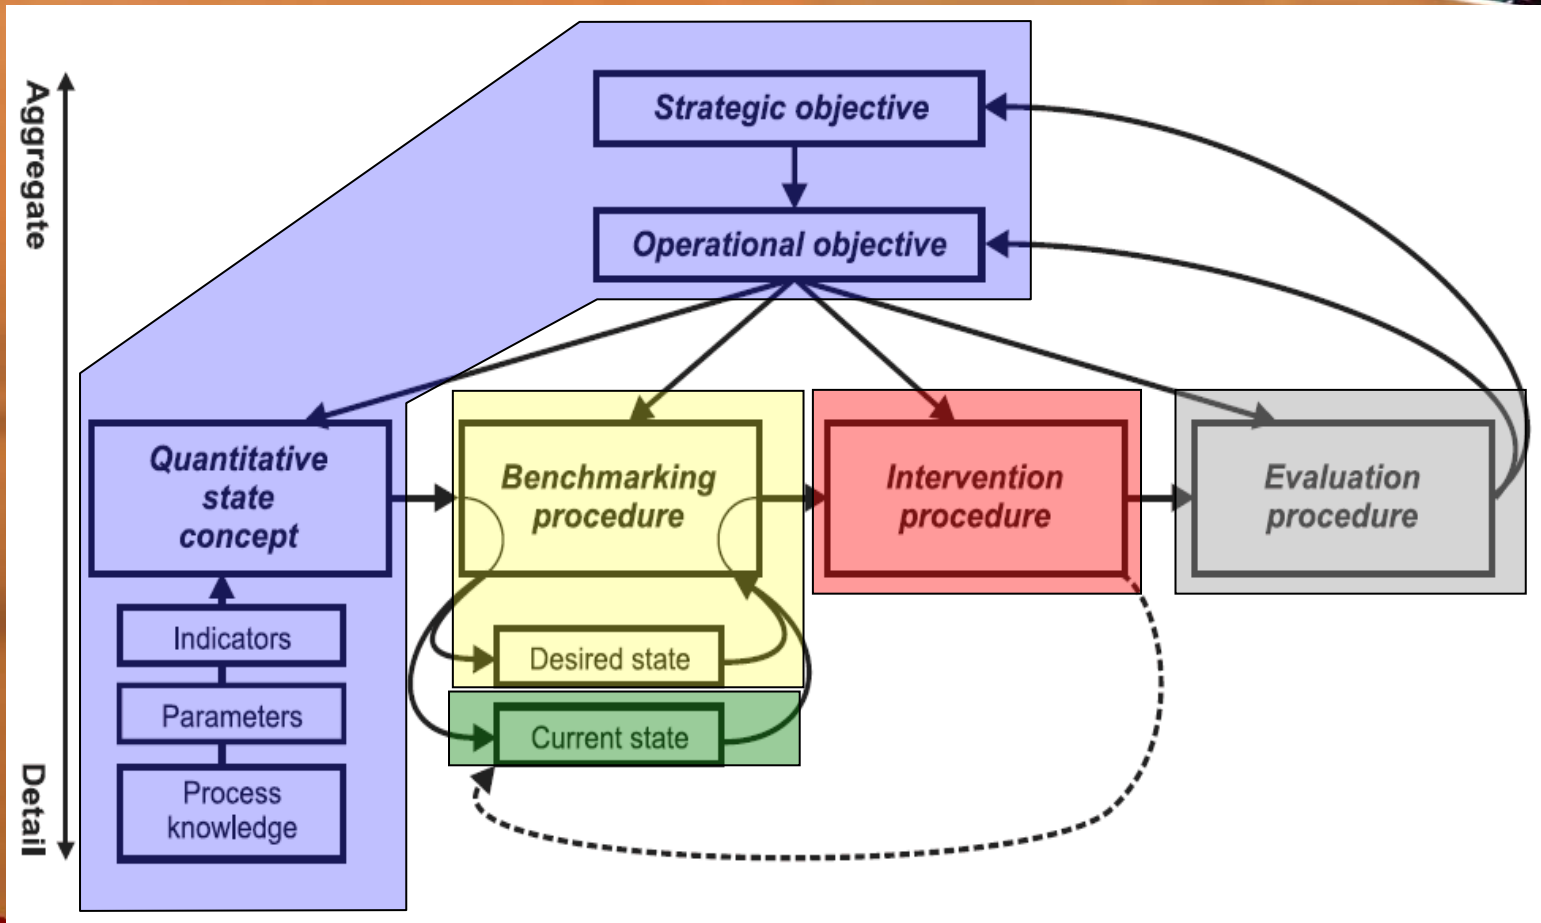 Aggregate
Detail
Strategic objective
Operational objective
Quantitative
state
concept
Benchmarking
procedure
Intervention
procedure
Evaluation
procedure
Indicators
Parameters
Process
knowledge
Desired state
Current state